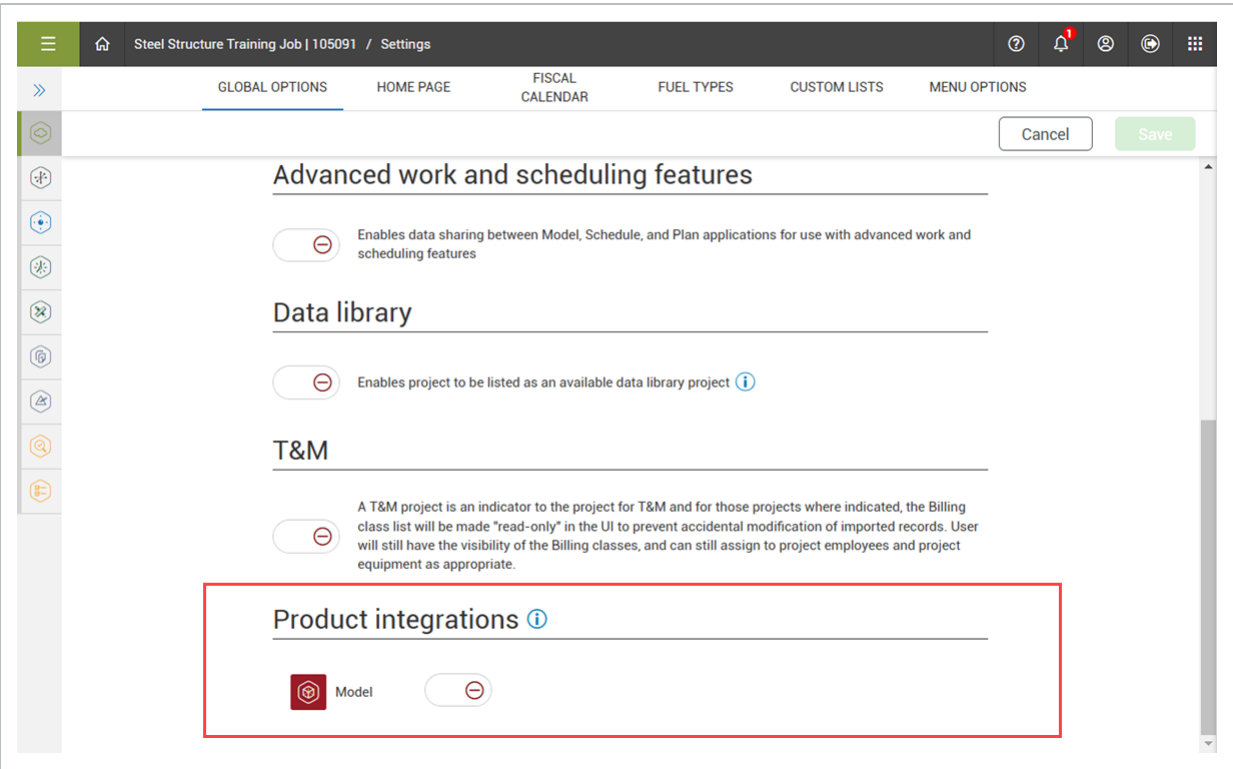 Steel Structure Training Job | 105091 / Settings
1
GLOBAL OPTIONS
HOME PAGE
FISCAL
CALENDAR
FUEL TYPES
CUSTOM LISTS
MENU OPTIONS
Cancel
Save
Advanced work and scheduling features
Enables data sharing between Model, Schedule, and Plan applications for use with advanced work and
scheduling features
Data library
Enables project to be listed as an available data library project
T&M
A T&M project is an indicator to the project for T&M and for those projects where indicated, the Billing
class list will be made "read-only" in the UI to prevent accidental modification of imported records. User
will still have the visibility of the Billing classes, and can still assign to project employees and project
equipment as appropriate.
Product integrations
Model